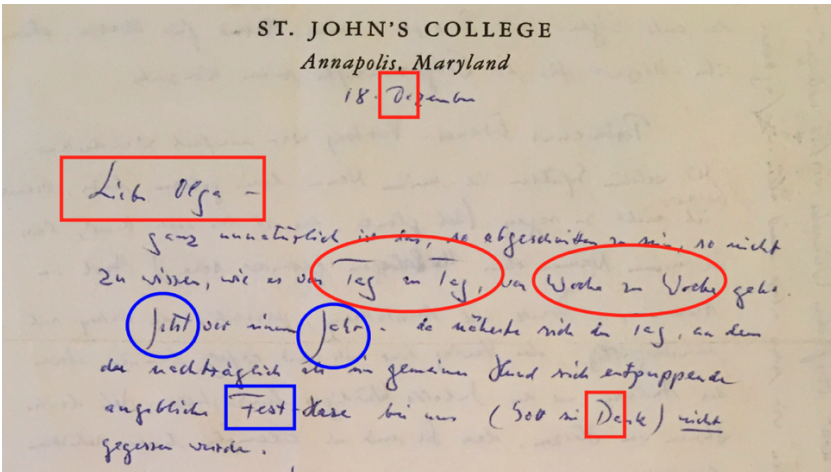 ST. JOHN'S COLLEGE
Annapolis, Maryland
18. Dezember
Liebe Olga –
ganz unnatürlich ist das, so abgeschnitten zu sein, so nicht
zu wissen, wie es von Tag zu Tag, von Woche zu Woche geht.
Jetzt vor einem Jahr – da näherte sich der Tag, an dem
der nachträglich als ein gemeiner Hund sich entpuppende
angebliche Fest-Hase bei uns (Gott sei Dank) nicht
gegessen wurde.